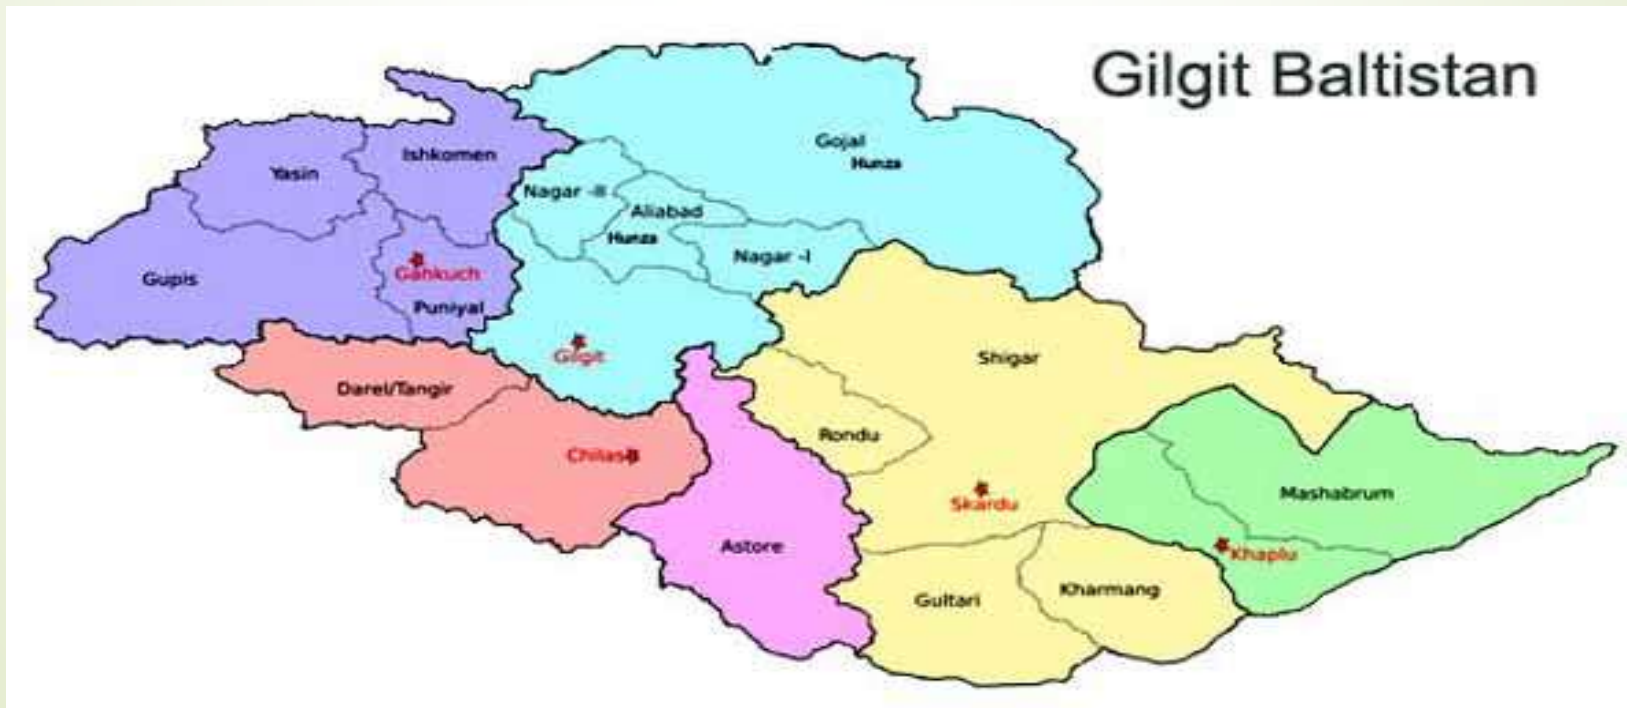 Gilgit Baltistan
Gojal
Hunza
Ishkomen
Yasin
Nagar -II
Aliabad
Hunza
Nagar -I
Gahkuch
Gupis
Puniyal
Gilgit
Shigar
Darel/Tangir
Rondu
Chilas
Skardu
Mashabrum
Astore
Khaplu
Gultari
Kharmang